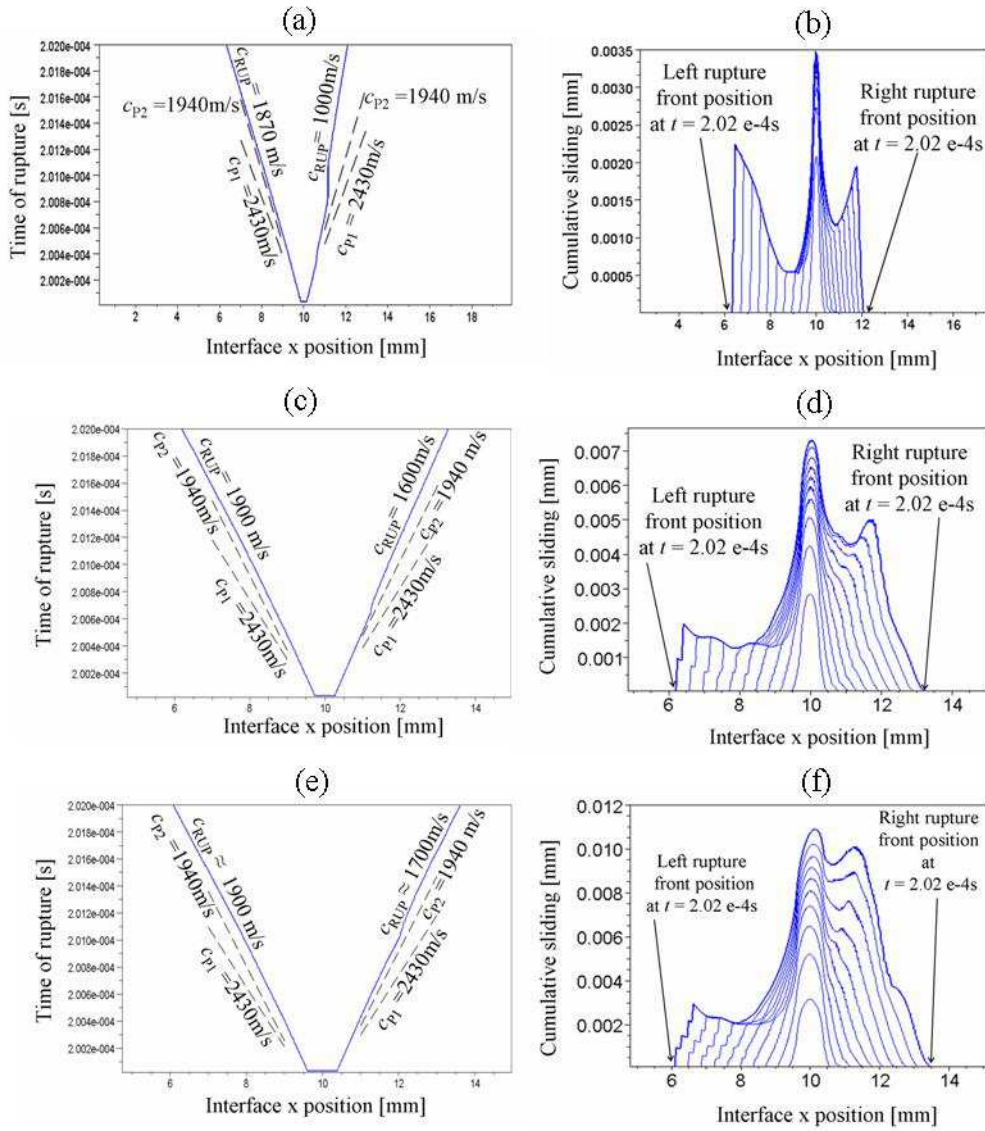 (a)
Time of rupture [s]
2.020e-004
2.018e-004
2.016e-004
2.014e-004
2.012e-004
2.010e-004
2.008e-004
2.006e-004
2.004e-004
2.002e-004
cP2 =1940m/s
cRUP = 1870 m/s
cP1 =2430m/s
cRUP = 1000m/s
cP2 =1940 m/s
cP1 = 2430m/s
2 4 6 8 10 12 14 16 18
Interface x position [mm]
(b)
Cumulative sliding [mm]
0.0035
0.0030
0.0025
0.0020
0.0015
0.0010
0.0005
Left rupture
front position
at t = 2.02 e-4s
Right rupture
front position
at t = 2.02 e-4s
4 6 8 10 12 14 16
Interface x position [mm]
(c)
Time of rupture [s]
2.020e-004
2.018e-004
2.016e-004
2.014e-004
2.012e-004
2.010e-004
2.008e-004
2.006e-004
2.004e-004
2.002e-004
cP2 =1940m/s
cRUP =1900 m/s
cP1 =2430m/s
cRUP = 1600m/s
cP2 =1940 m/s
cP1 =2430m/s
6 8 10 12 14
Interface x position [mm]
(d)
Cumulative sliding [mm]
0.007
0.006
0.005
0.004
0.003
0.002
0.001
Left rupture
front position
at t = 2.02 e-4s
Right rupture
front position
at t = 2.02 e-4s
6 8 10 12 14
Interface x position [mm]
(e)
Time of rupture [s]
2.020e-004
2.018e-004
2.016e-004
2.014e-004
2.012e-004
2.010e-004
2.008e-004
2.006e-004
2.004e-004
2.002e-004
cP2 =1940m/s
cRUP ≈ 1900 m/s
cP1 =2430m/s
cRUP ≈ 1700m/s
cP2 =1940 m/s
cP1 =2430m/s
6 8 10 12 14
Interface x position [mm]
(f)
Cumulative sliding [mm]
0.012
0.010
0.008
0.006
0.004
0.002
Left rupture
front position
at t = 2.02 e-4s
Right rupture
front position
at
t = 2.02 e-4s
6 8 10 12 14
Interface x position [mm]